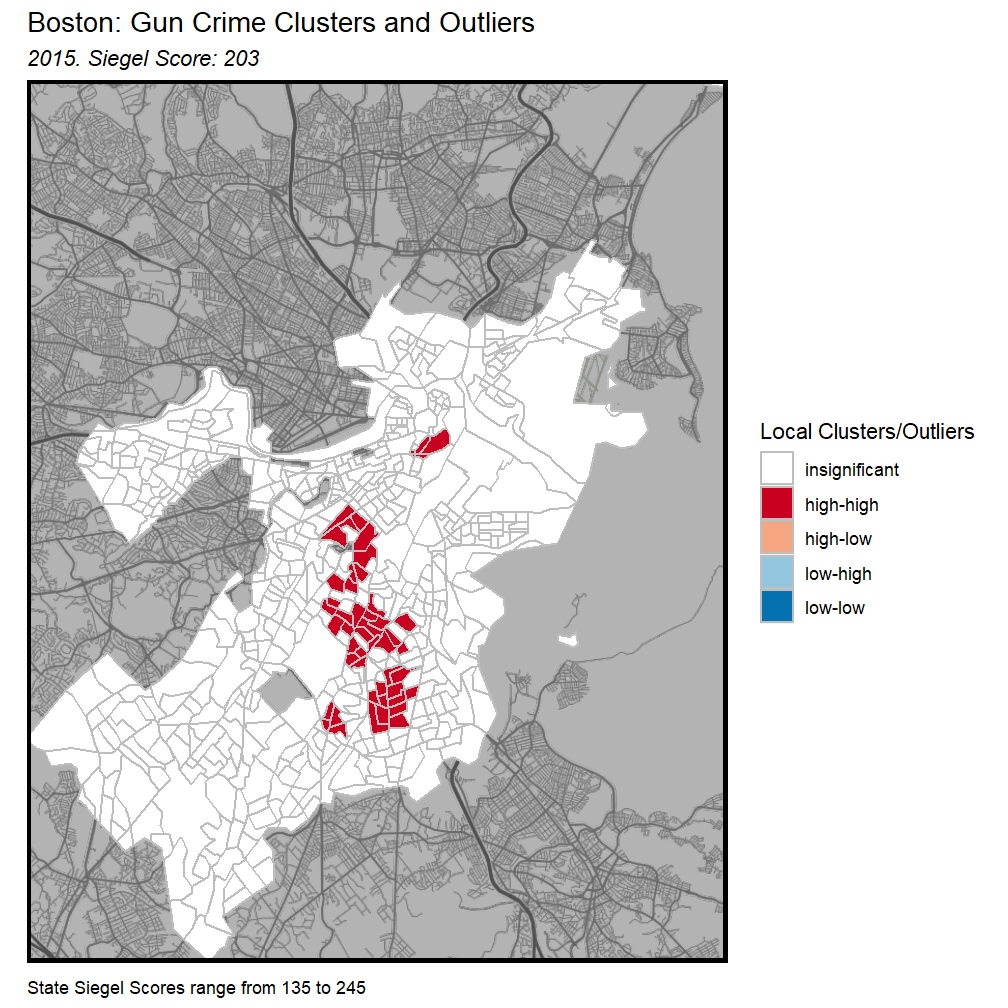 Boston: Gun Crime Clusters and Outliers
2015. Siegel Score: 203
Local Clusters/Outliers
insignificant
high-high
high-low
low-high
low-low
State Siegel Scores range from 135 to 245